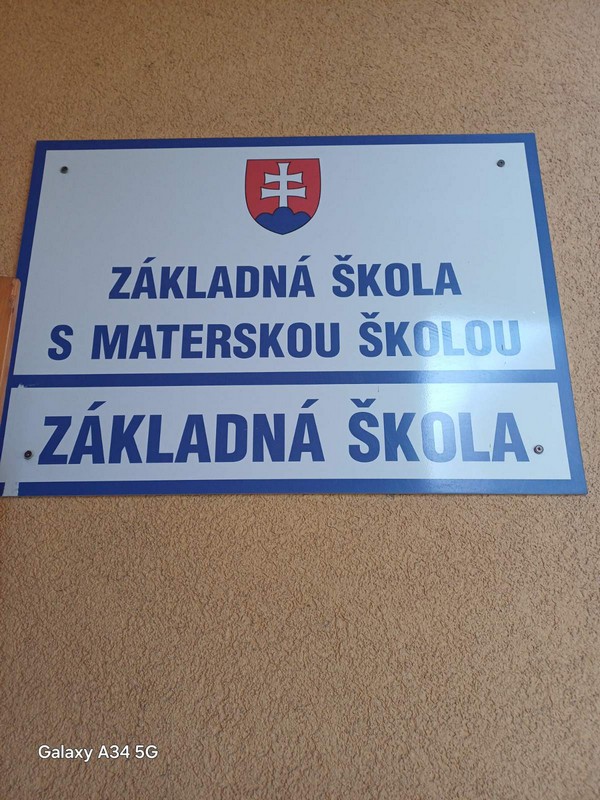 ZÁKLADNÁ ŠKOLA
S MATERSKOU ŠKOLOU
ZÁKLADNÁ ŠKOLA
Galaxy A34 5G